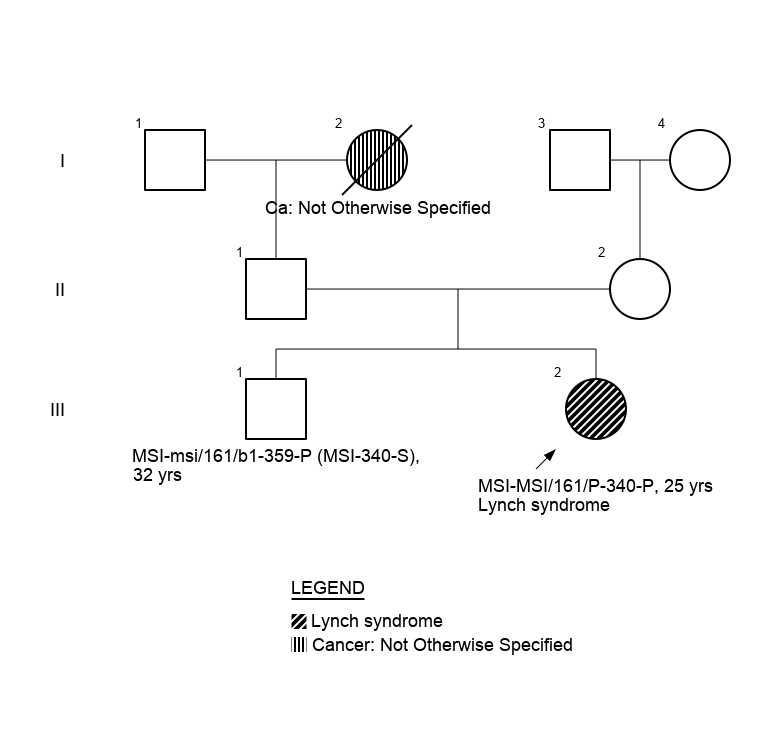 1
2
3
4
I
Ca: Not Otherwise Specified
1
2
II
1
2
III
MSI-msi/161/b1-359-P (MSI-340-S),
32 yrs
MSI-MSI/161/P-340-P, 25 yrs
Lynch syndrome
LEGEND
Lynch syndrome
Cancer: Not Otherwise Specified